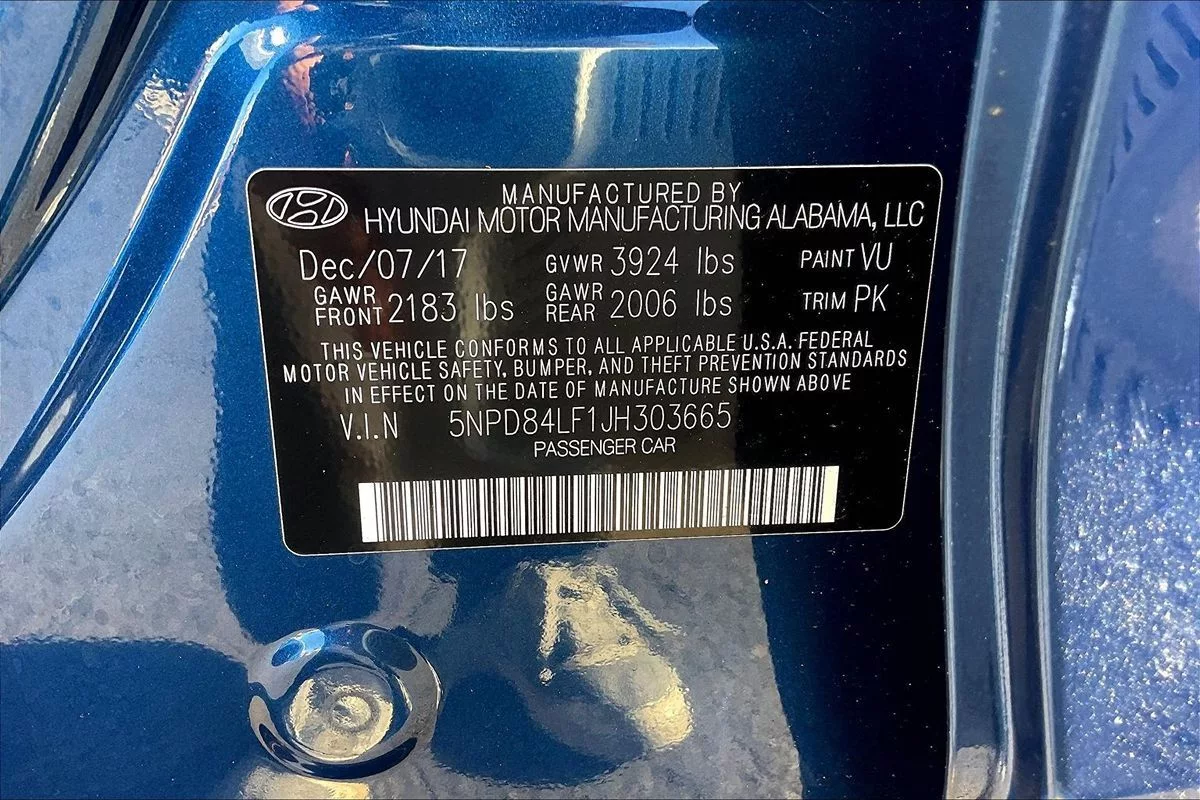 MANUFACTURED BY
HYUNDAI MOTOR MANUFACTURING ALABAMA, LLC
Dec/07/17 GVWR 3924 lbs PAINT VU
GAWR FRONT 2183 lbs GAWR REAR 2006 lbs TRIM PK
THIS VEHICLE CONFORMS TO ALL APPLICABLE U.S.A. FEDERAL
MOTOR VEHICLE SAFETY, BUMPER, AND THEFT PREVENTION STANDARDS
IN EFFECT ON THE DATE OF MANUFACTURE SHOWN ABOVE
V.I.N 5NPD84LF1JH303665
PASSENGER CAR